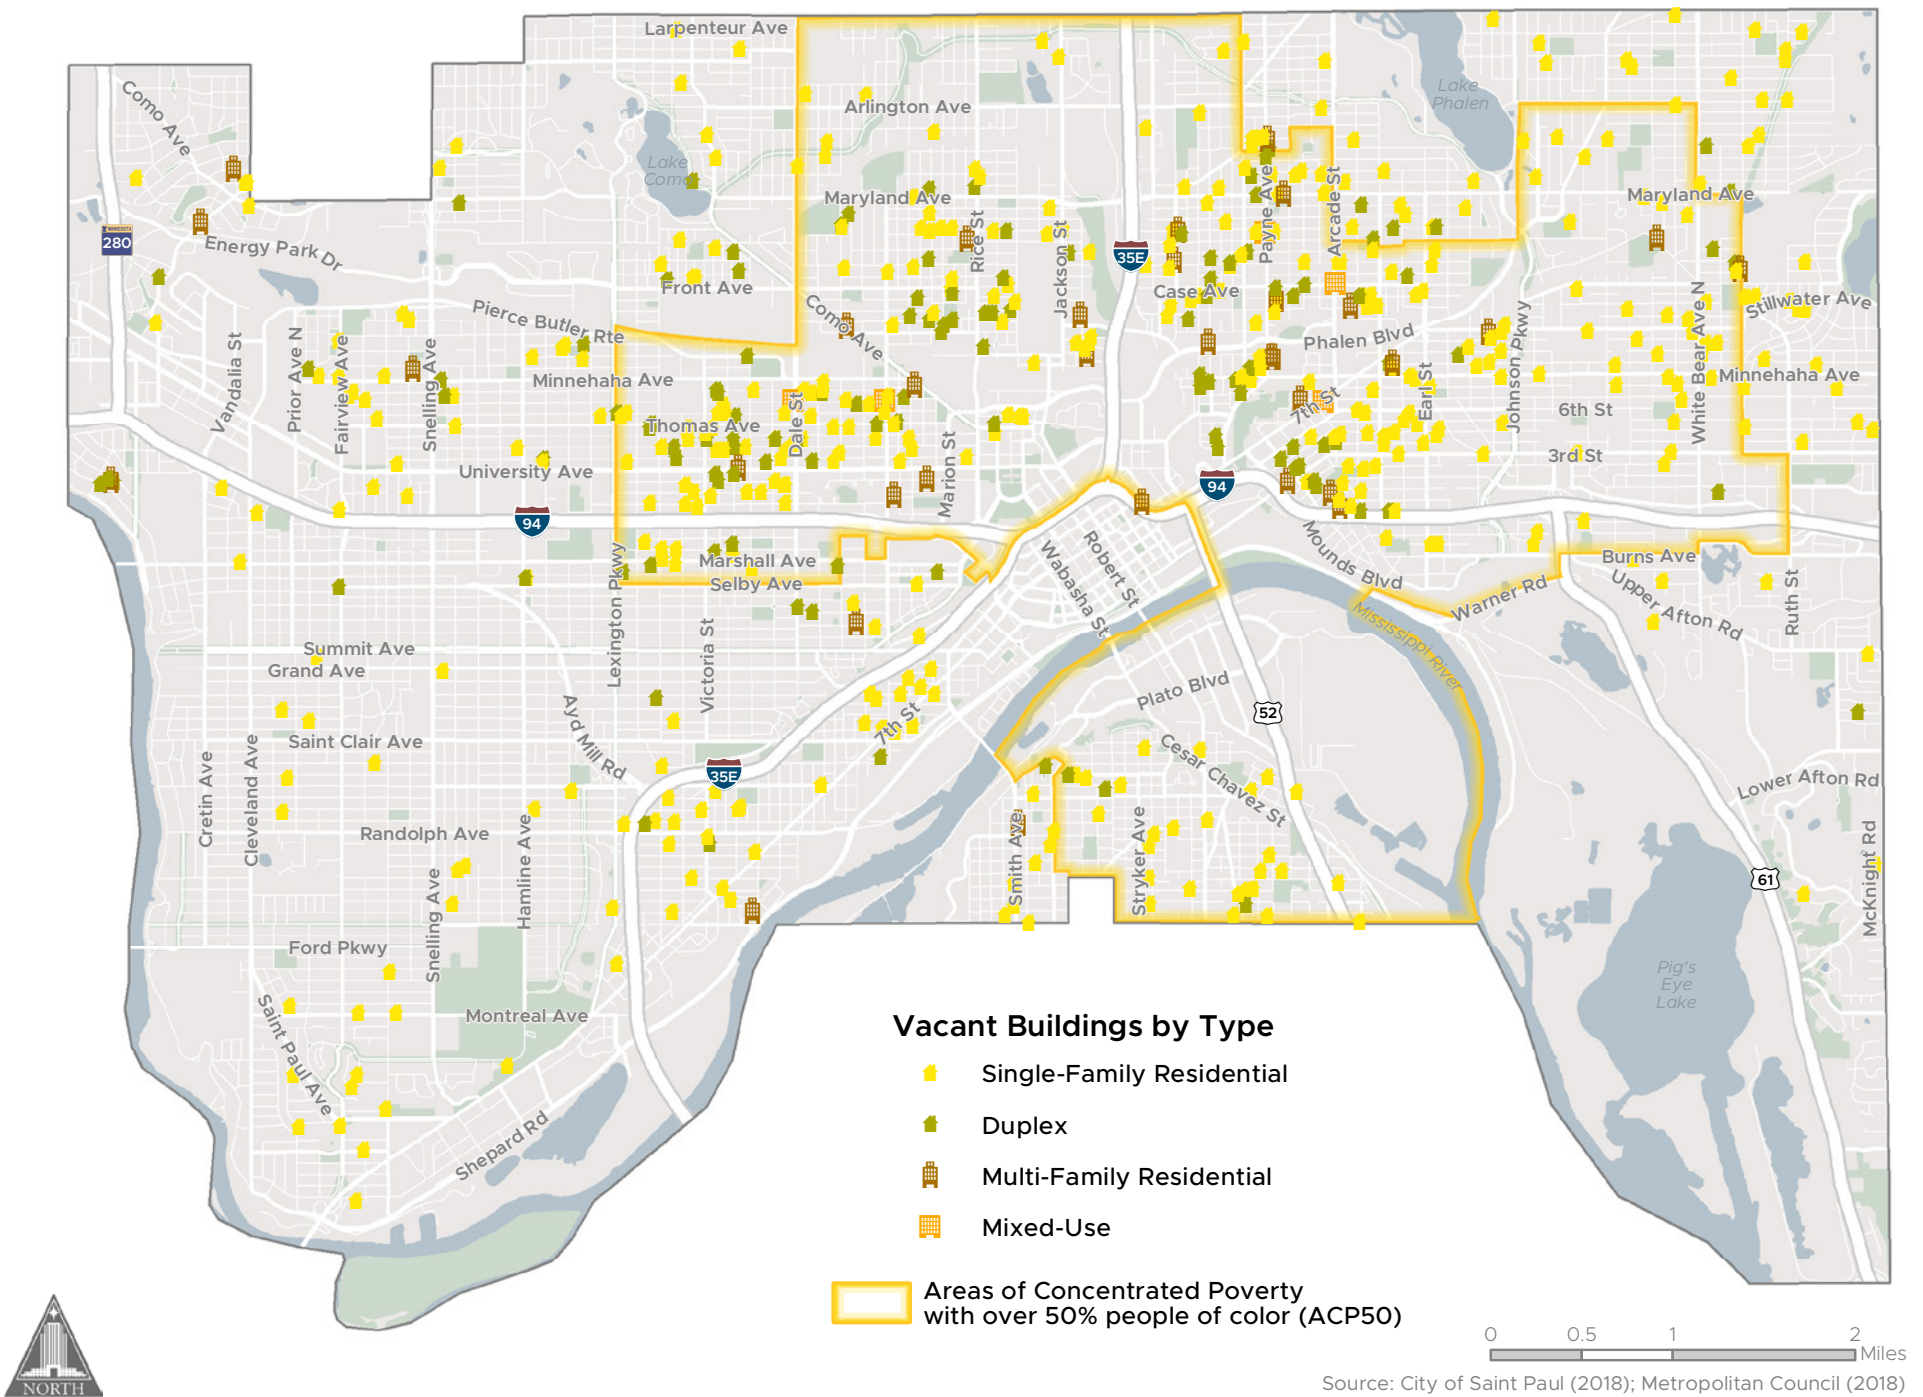 Larpenteur Ave
Como Ave
Arlington Ave
Lake
Phalen
Lake
Como
Maryland Ave
Payne Ave
Arcade St
Maryland Ave
280
Energy Park Dr
Rice St
Jackson St
35E
Front Ave
Case Ave
Stillwater Ave
Pierce Butler Rte
Como Ave
Phalen Blvd
Johnson Pkwy
White Bear Ave N
Vandalia St
Prior Ave N
Fairview Ave
Snelling Ave
Minnehaha Ave
Dale St
7th St
Earl St
6th St
Minnehaha Ave
Thomas Ave
Marion St
3rd St
University Ave
94
94
Lexington Pkwy
Marshall Ave
Selby Ave
Robert St
Wabasha St
Mounds Blvd
Burns Ave
Upper Afton Rd
Warner Rd
Ruth St
Mississippi River
Summit Ave
Grand Ave
Victoria St
Plato Blvd
52
Ayd Mill Rd
7th St
Saint Clair Ave
Cesar Chavez St
Cretin Ave
Cleveland Ave
35E
Lower Afton Rd
Randolph Ave
Hamline Ave
Smith Ave
Stryker Ave
McKnight Rd
61
Snelling Ave
Ford Pkwy
Pig's
Eye
Lake
Saint Paul Ave
Montreal Ave
Shepard Rd
Vacant Buildings by Type
Single-Family Residential
Duplex
Multi-Family Residential
Mixed-Use
Areas of Concentrated Poverty
with over 50% people of color (ACP50)
0 0.5 1 2
Miles
NORTH
Source: City of Saint Paul (2018); Metropolitan Council (2018)